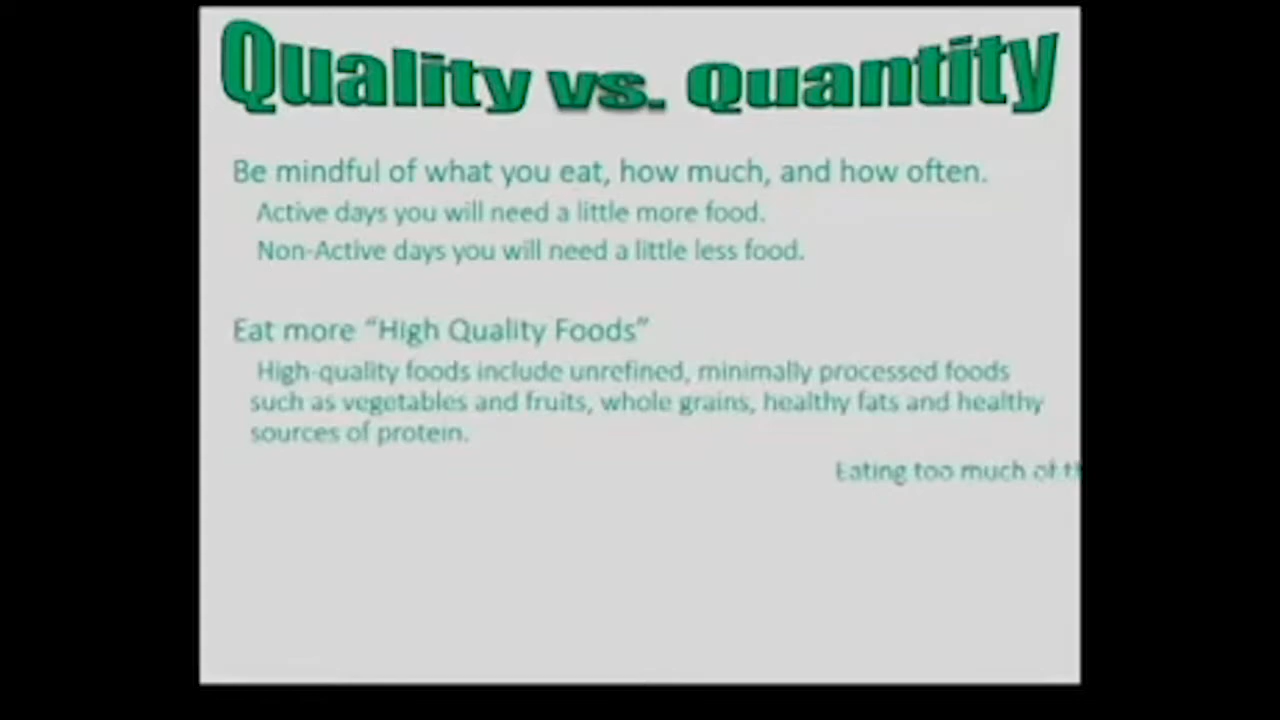 Quality vs. Quantity
Be mindful of what you eat, how much, and how often.
Active days you will need a little more food.
Non-Active days you will need a little less food.
Eat more “High Quality Foods”
High-quality foods include unrefined, minimally processed foods
such as vegetables and fruits, whole grains, healthy fats and healthy
sources of protein.
Eating too much of